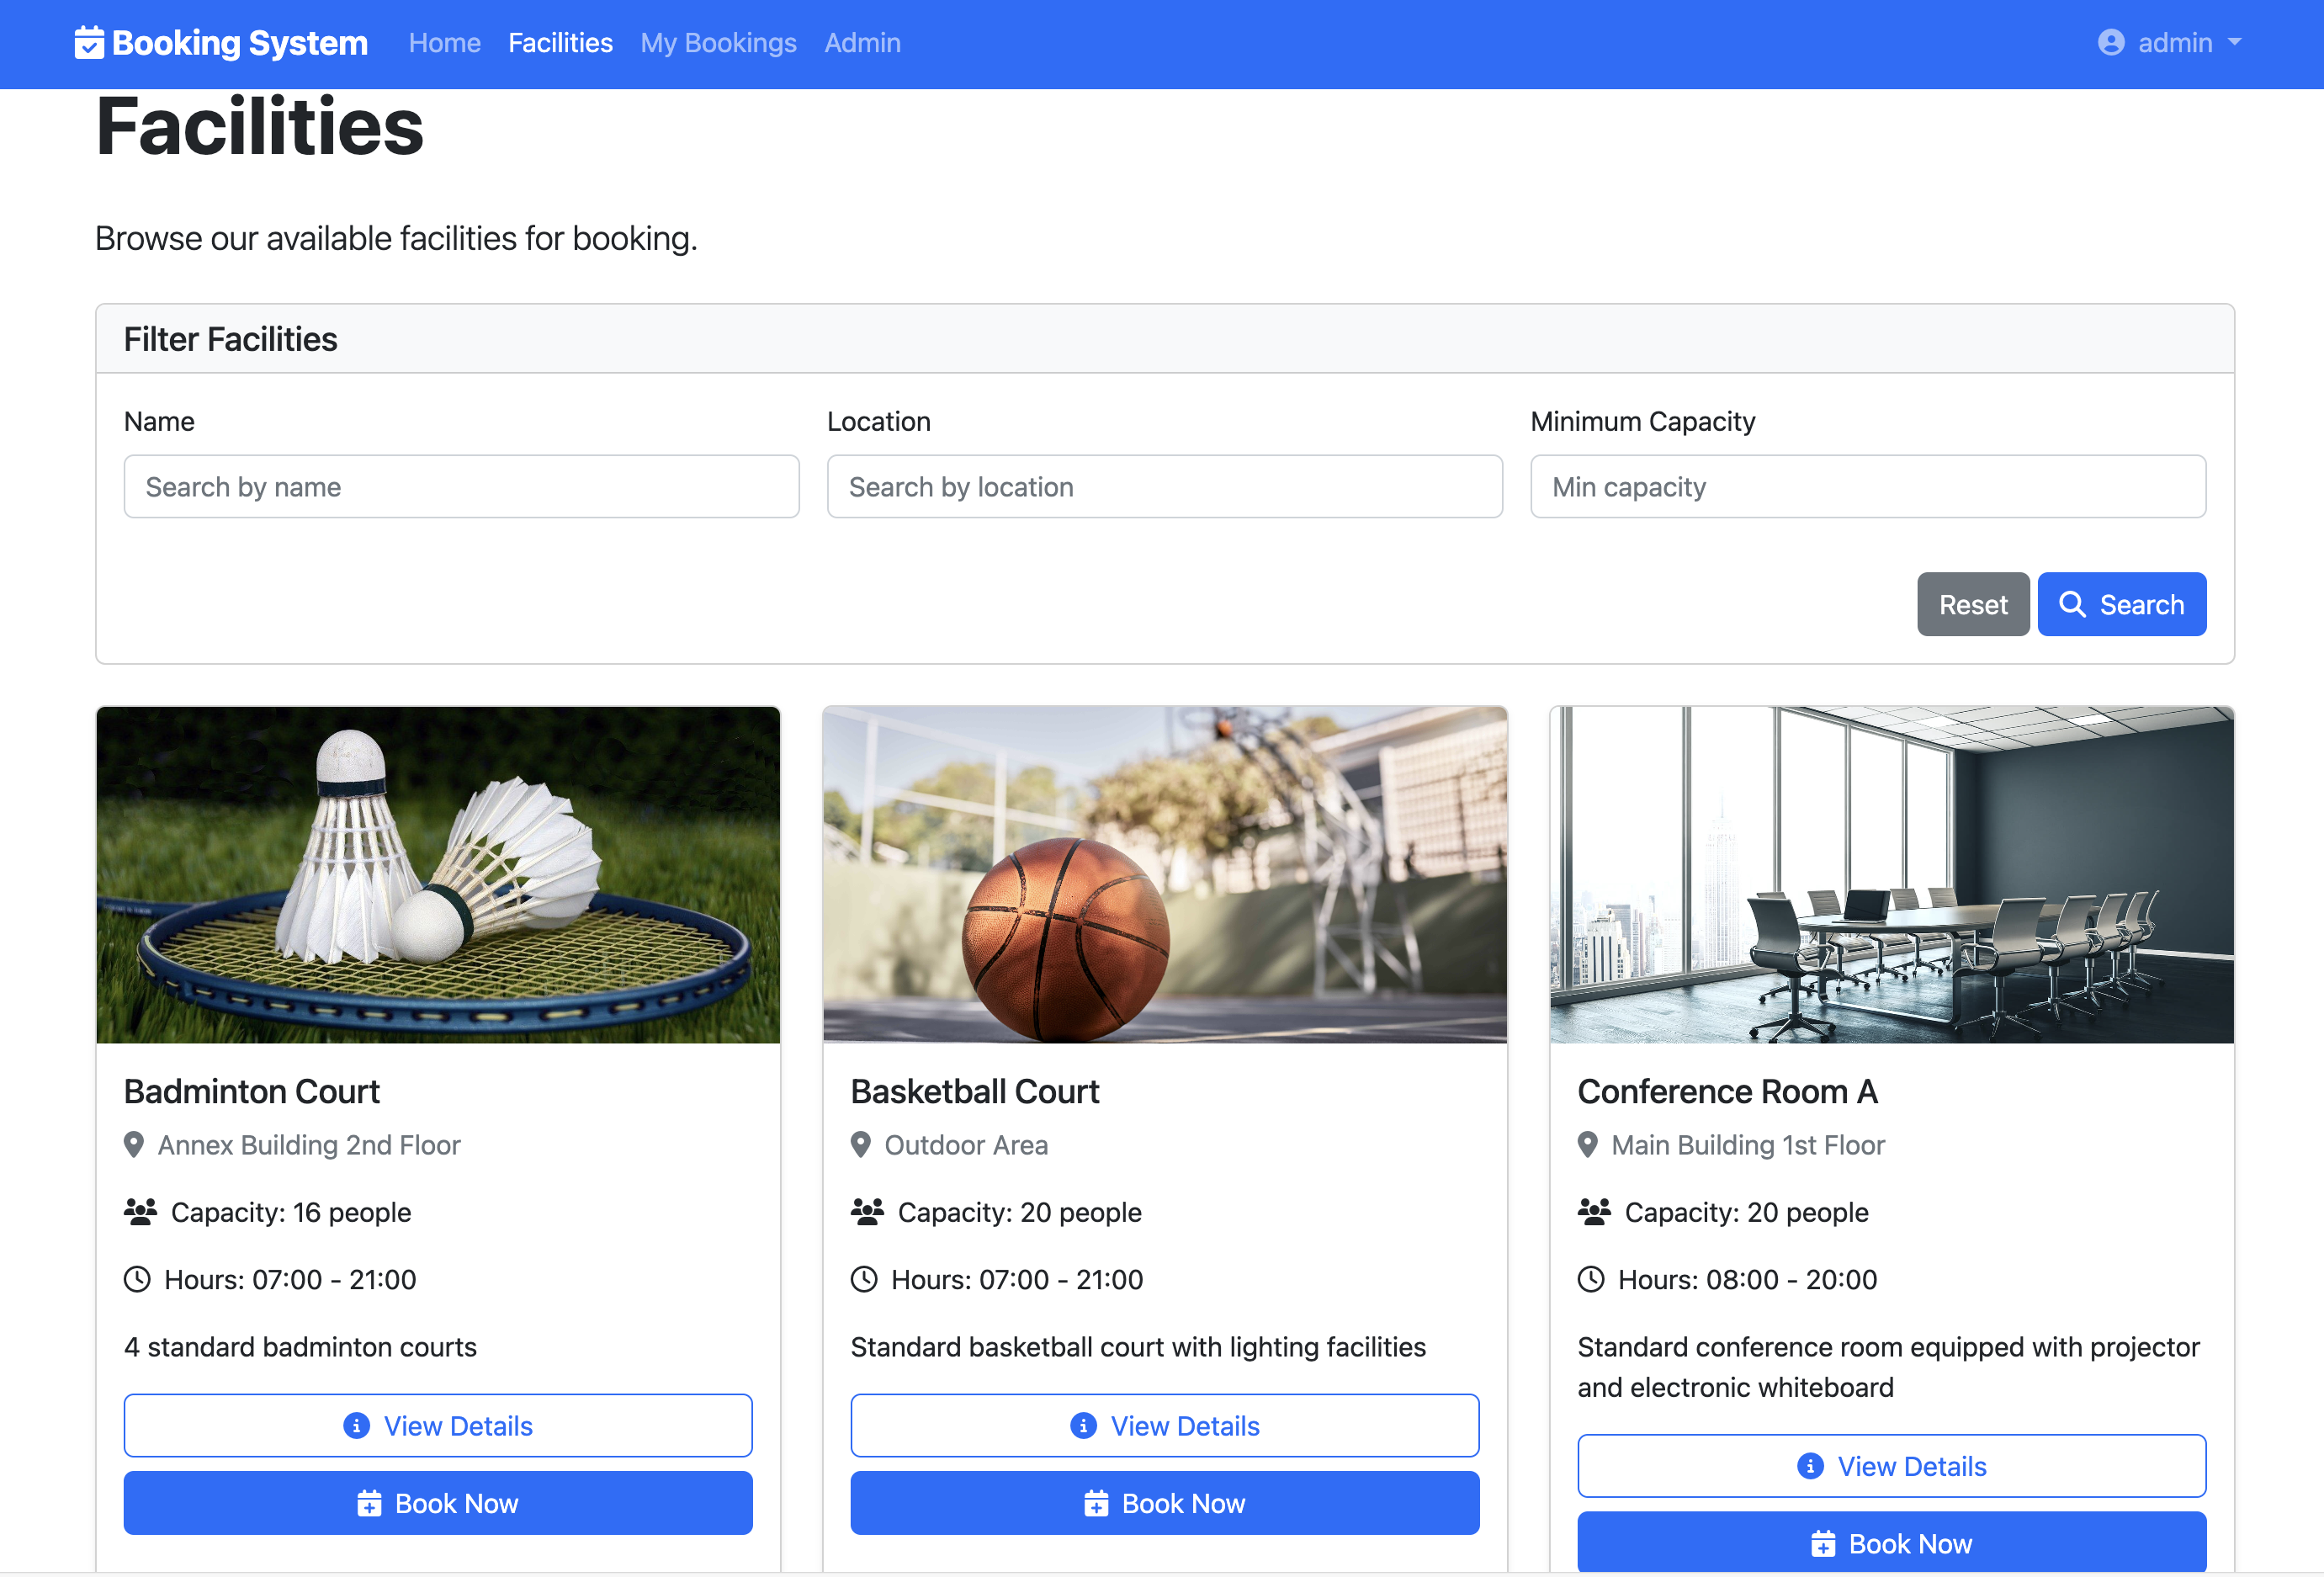 Booking System Home Facilities My Bookings Admin admin
Facilities
Browse our available facilities for booking.
Filter Facilities
Name Location Minimum Capacity
Search by name Search by location Min capacity
Reset Search
Badminton Court
Annex Building 2nd Floor
Capacity: 16 people
Hours: 07:00 - 21:00
4 standard badminton courts
View Details
Book Now
Basketball Court
Outdoor Area
Capacity: 20 people
Hours: 07:00 - 21:00
Standard basketball court with lighting facilities
View Details
Book Now
Conference Room A
Main Building 1st Floor
Capacity: 20 people
Hours: 08:00 - 20:00
Standard conference room equipped with projector
and electronic whiteboard
View Details
Book Now